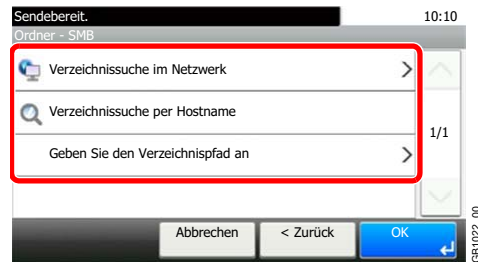 Sendebereit. 10:10
Ordner - SMB
Verzeichnissuche im Netzwerk
Verzeichnissuche per Hostname
1/1
Geben Sie den Verzeichnispfad an
Abbrechen < Zurück OK
GB1022_00